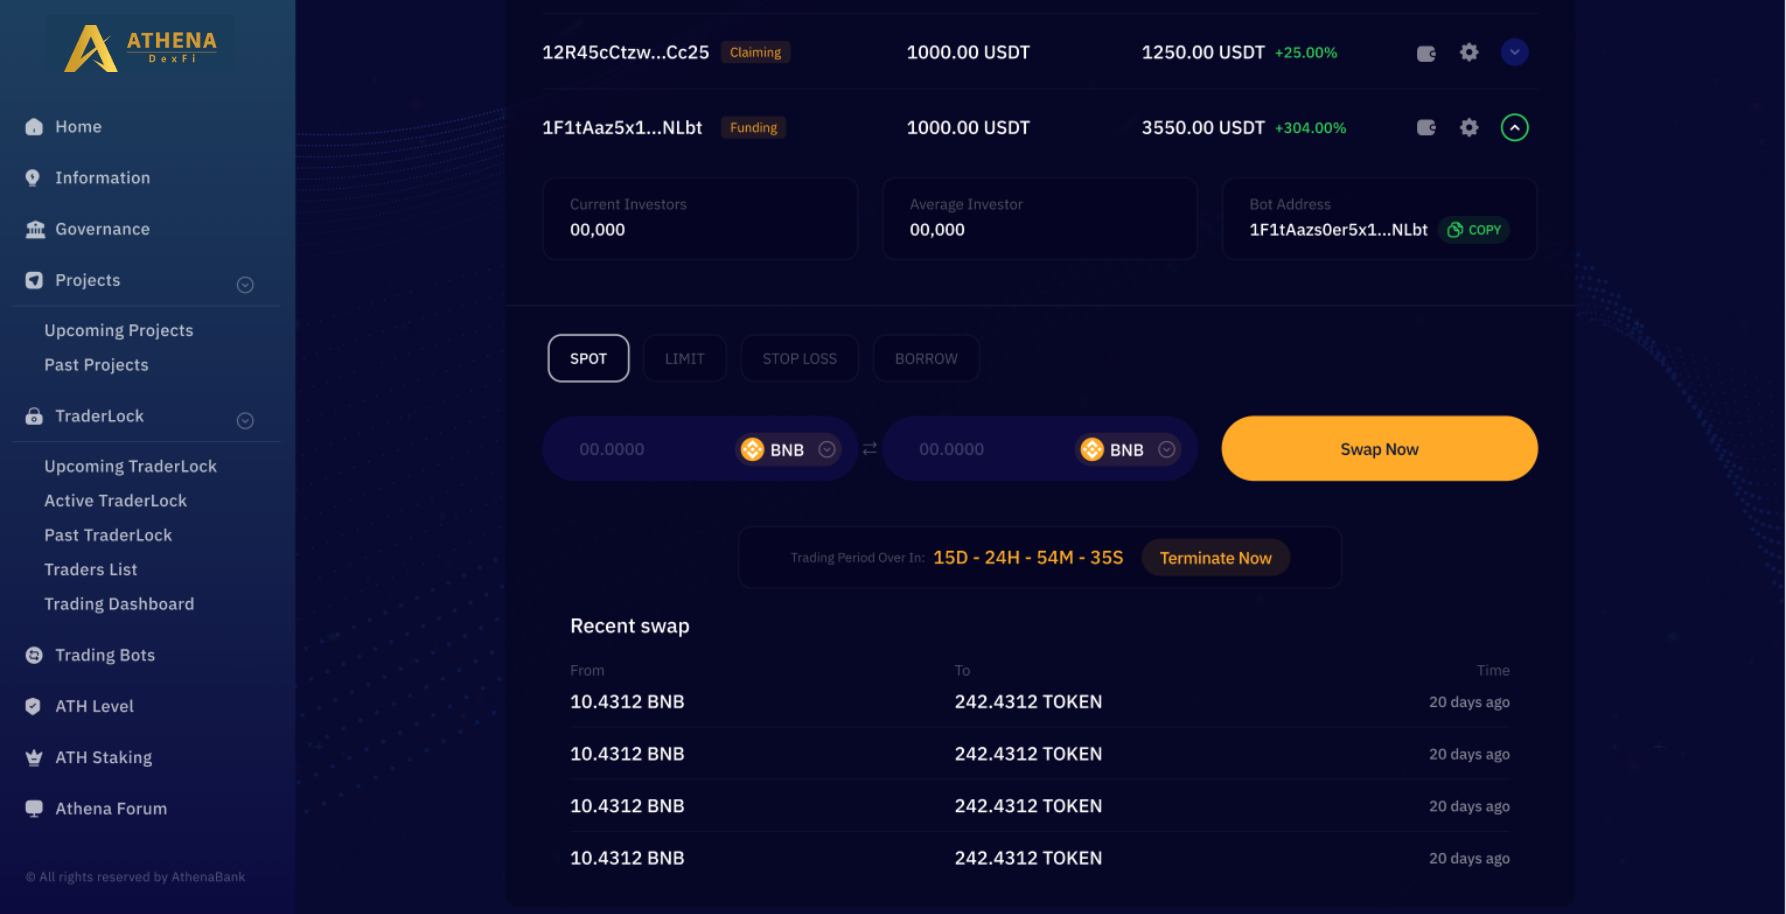 ATHENA
DexFi
Home
Information
Governance
Projects
Upcoming Projects
Past Projects
TraderLock
Upcoming TraderLock
Active TraderLock
Past TraderLock
Traders List
Trading Dashboard
Trading Bots
ATH Level
ATH Staking
Athena Forum
© All rights reserved by AthenaBank
12R45cCtzw...Cc25 Claiming 1000.00 USDT 1250.00 USDT +25.00%
1F1tAaz5x1...NLbt Funding 1000.00 USDT 3550.00 USDT +304.00%
Current Investors
00,000
Average Investor
00,000
Bot Address
1F1tAazs0er5x1...NLbt COPY
SPOT LIMIT STOP LOSS BORROW
00.0000 BNB 00.0000 BNB Swap Now
Trading Period Over In: 15D - 24H - 54M - 35S Terminate Now
Recent swap
From To Time
10.4312 BNB 242.4312 TOKEN 20 days ago
10.4312 BNB 242.4312 TOKEN 20 days ago
10.4312 BNB 242.4312 TOKEN 20 days ago
10.4312 BNB 242.4312 TOKEN 20 days ago